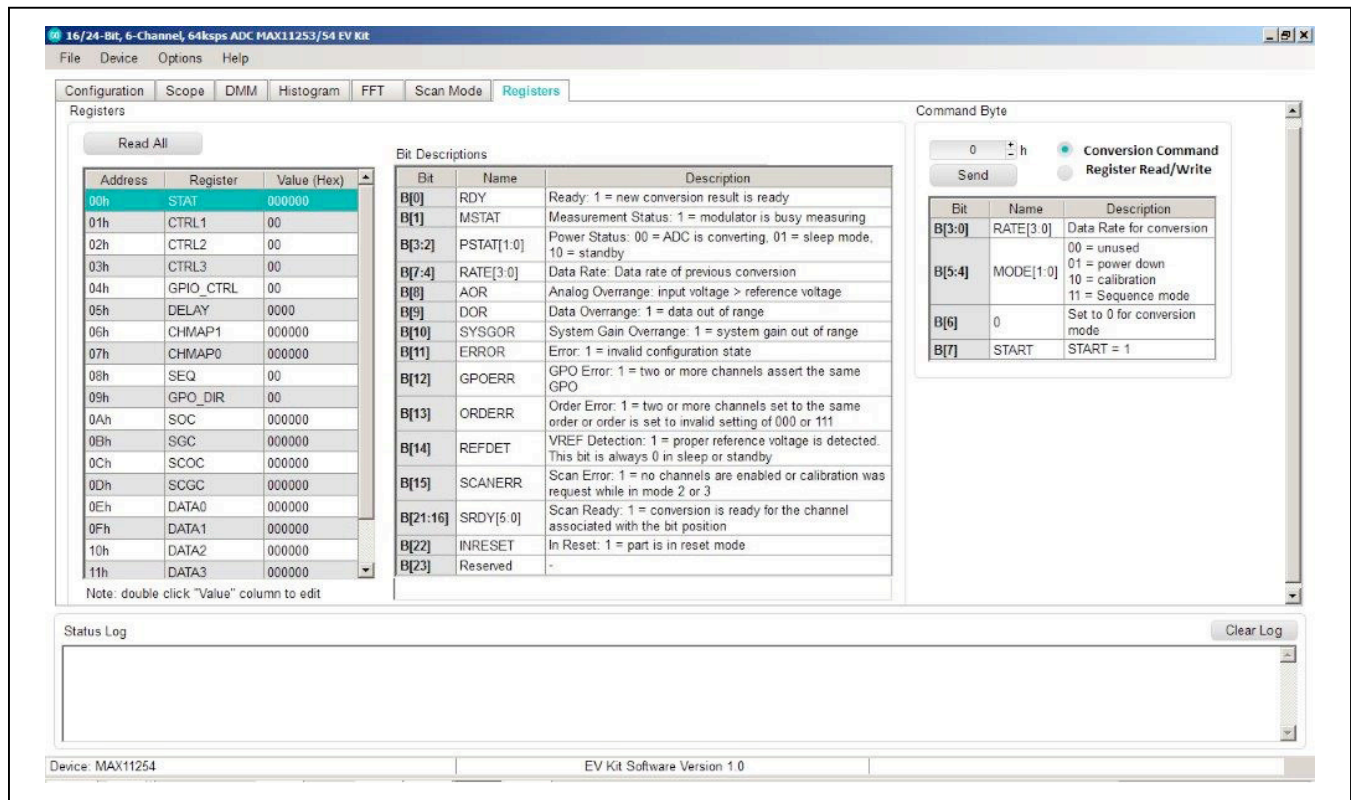 16/24-Bit, 6-Channel, 64ksps ADC MAX11253/54 EV Kit
File Device Options Help
Configuration Scope DMM Histogram FFT Scan Mode Registers
Registers
Read All
Address Register Value (Hex)
00h STAT 000000
01h CTRL1 00
02h CTRL2 00
03h CTRL3 00
04h GPIO_CTRL 00
05h DELAY 0000
06h CHMAP1 000000
07h CHMAP0 000000
08h SEQ 00
09h GPO_DIR 00
0Ah SOC 000000
0Bh SGC 000000
0Ch SCOC 000000
0Dh SCGC 000000
0Eh DATA0 000000
0Fh DATA1 000000
10h DATA2 000000
11h DATA3 000000
Note: double click "Value" column to edit
Bit Descriptions
Bit Name Description
B[0] RDY Ready: 1 = new conversion result is ready
B[1] MSTAT Measurement Status: 1 = modulator is busy measuring
B[3:2] PSTAT[1:0] Power Status: 00 = ADC is converting, 01 = sleep mode,
10 = standby
B[7:4] RATE[3:0] Data Rate: Data rate of previous conversion
B[8] AOR Analog Overrange: input voltage > reference voltage
B[9] DOR Data Overrange: 1 = data out of range
B[10] SYSGOR System Gain Overrange: 1 = system gain out of range
B[11] ERROR Error: 1 = invalid configuration state
B[12] GPOERR GPO Error: 1 = two or more channels assert the same
GPO
B[13] ORDERR Order Error: 1 = two or more channels set to the same
order or order is set to invalid setting of 000 or 111
B[14] REFDET VREF Detection: 1 = proper reference voltage is detected.
This bit is always 0 in sleep or standby
B[15] SCANERR Scan Error: 1 = no channels are enabled or calibration was
request while in mode 2 or 3
B[21:16] SRDY[5:0] Scan Ready: 1 = conversion is ready for the channel
associated with the bit position
B[22] INRESET In Reset: 1 = part is in reset mode
B[23] Reserved -
Command Byte
0 h Conversion Command
Send Register Read/Write
Bit Name Description
B[3:0] RATE[3:0] Data Rate for conversion
B[5:4] MODE[1:0] 00 = unused
01 = power down
10 = calibration
11 = Sequence mode
B[6] 0 Set to 0 for conversion
mode
B[7] START START = 1
Status Log
Clear Log
Device: MAX11254 EV Kit Software Version 1.0